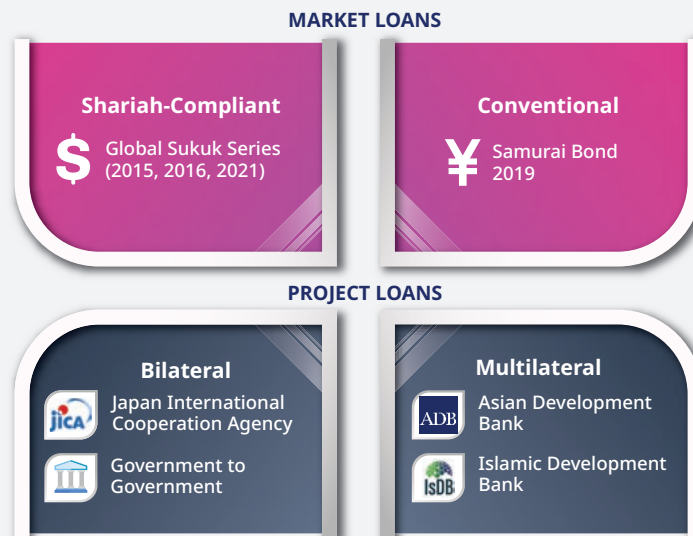 MARKET LOANS
Shariah-Compliant
$ Global Sukuk Series
(2015, 2016, 2021)
Conventional
¥ Samurai Bond
2019
PROJECT LOANS
Bilateral
jica
Japan International
Cooperation Agency
Government to
Government
Multilateral
ADB
Asian Development
Bank
IsDB
Islamic Development
Bank